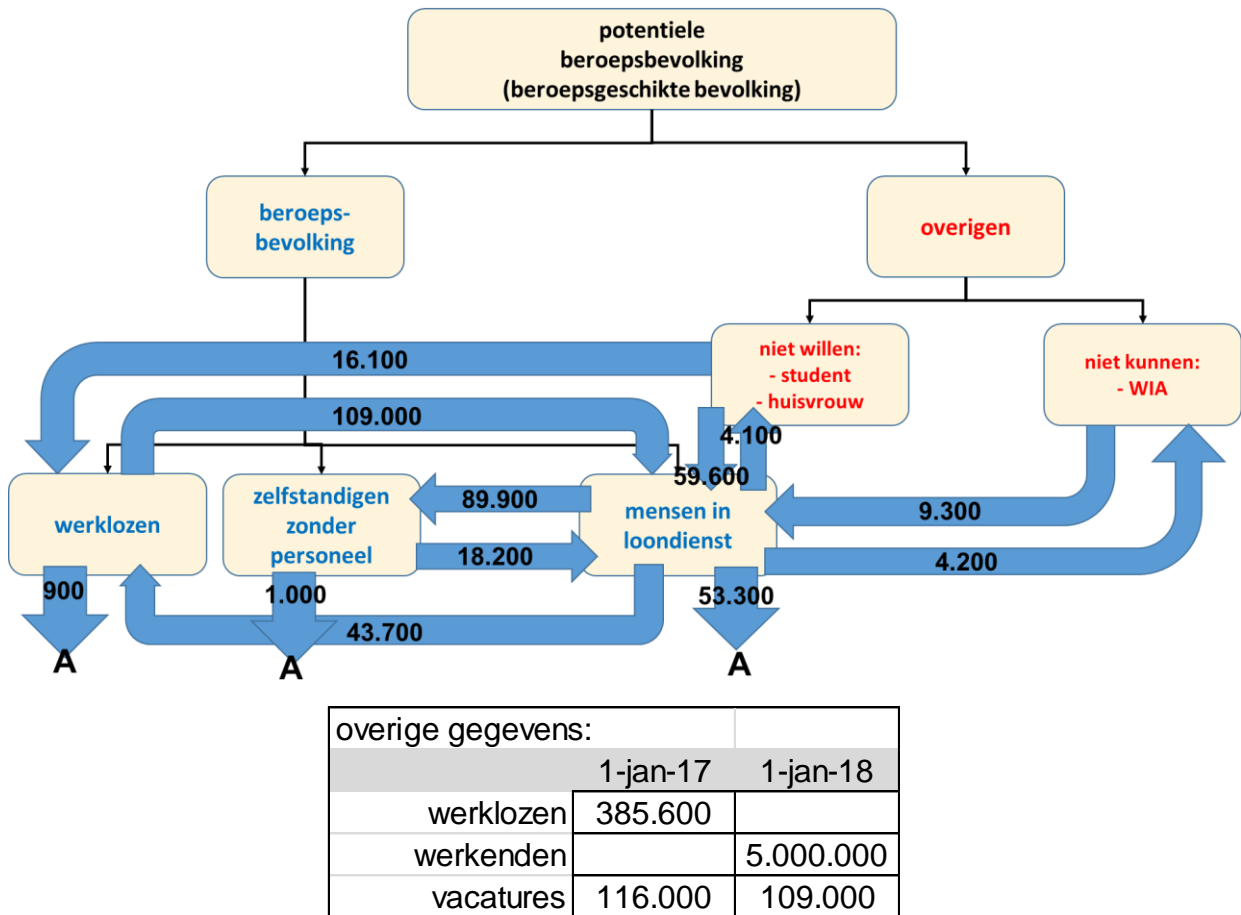 potentiele
beroepsbevolking
(beroepsgeschikte bevolking)
beroeps-
bevolking
overigen
niet willen:
- student
- huisvrouw
niet kunnen:
- WIA
16.100
109.000
4.100
59.600
werklozen
zelfstandigen
zonder
personeel
mensen in
loondienst
89.900
18.200
9.300
4.200
900
1.000
53.300
43.700
A
A
A
overige gegevens:
1-jan-17 1-jan-18
werklozen 385.600
werkenden 5.000.000
vacatures 116.000 109.000